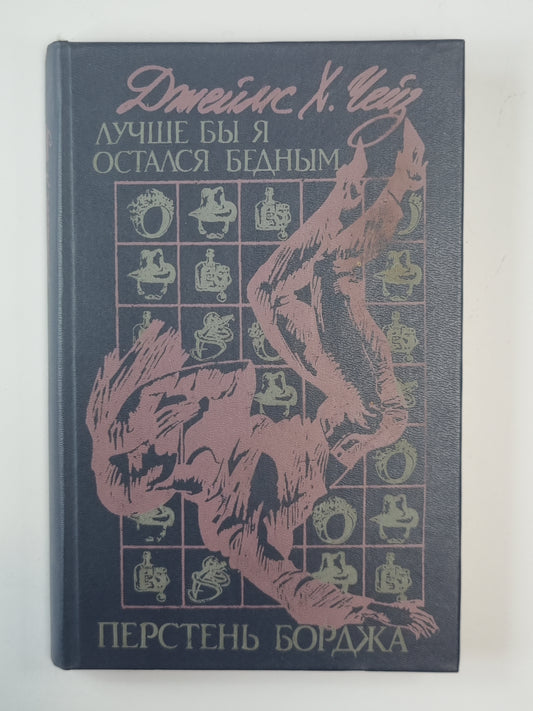 Джеймс Х. Чейз
ЛУЧШЕ БЫ Я
ОСТАЛСЯ БЕДНЫМ
ПЕРСТЕНЬ БОРДЖА